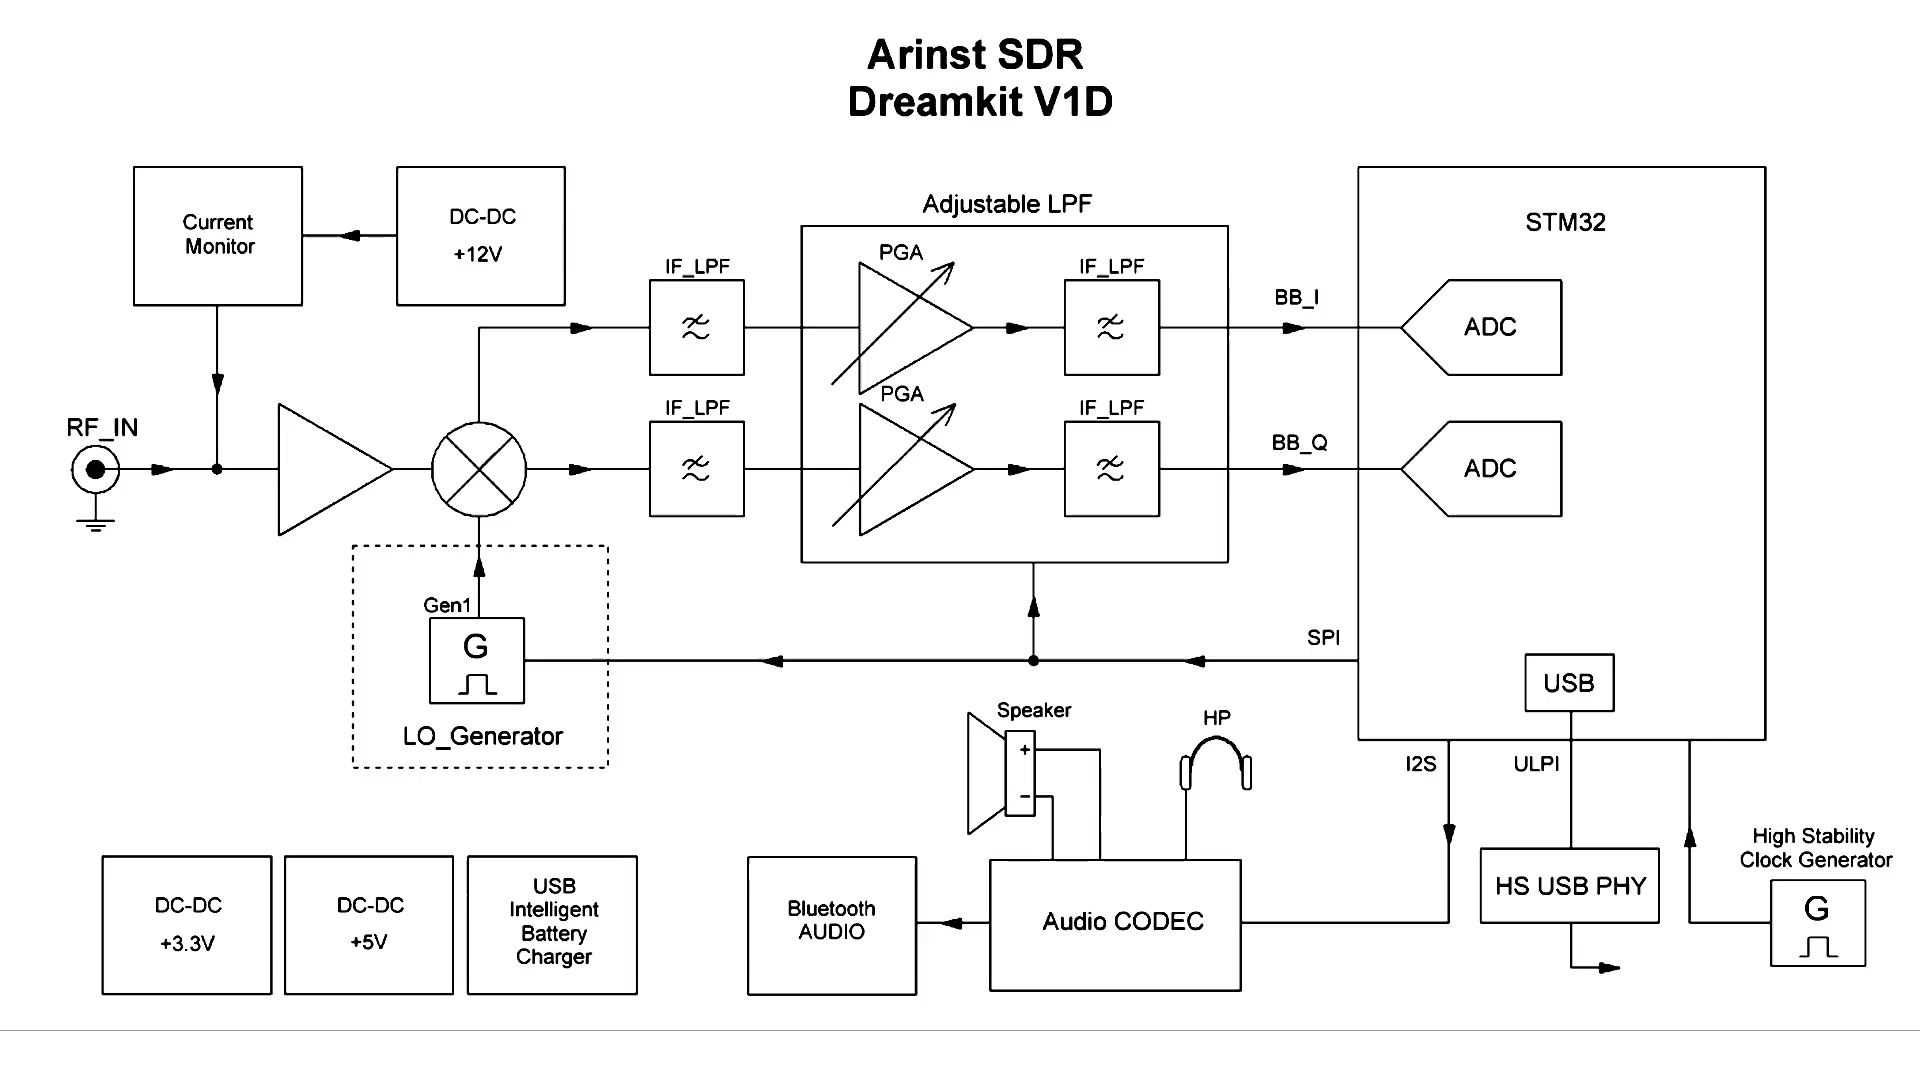 Arinst SDR
Dreamkit V1D
Current
Monitor
DC-DC
+12V
Adjustable LPF
STM32
IF_LPF
PGA
IF_LPF
BB_I
ADC
RF_IN
IF_LPF
PGA
IF_LPF
BB_Q
ADC
Gen1
G
LO_Generator
SPI
USB
Speaker
+
−
HP
I2S
ULPI
High Stability
Clock Generator
G
HS USB PHY
DC-DC
+3.3V
DC-DC
+5V
USB
Intelligent
Battery
Charger
Bluetooth
AUDIO
Audio CODEC